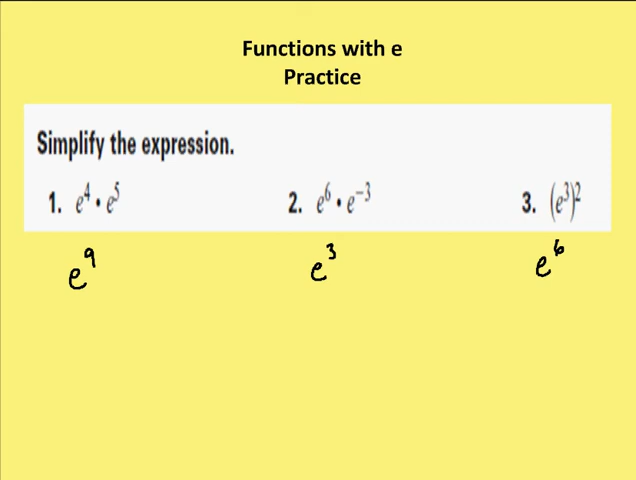 Functions with e
Practice
Simplify the expression.
1. e⁴ • e⁵ 2. e⁶ • e⁻³ 3. (e³)²
e⁹ e³ e⁶